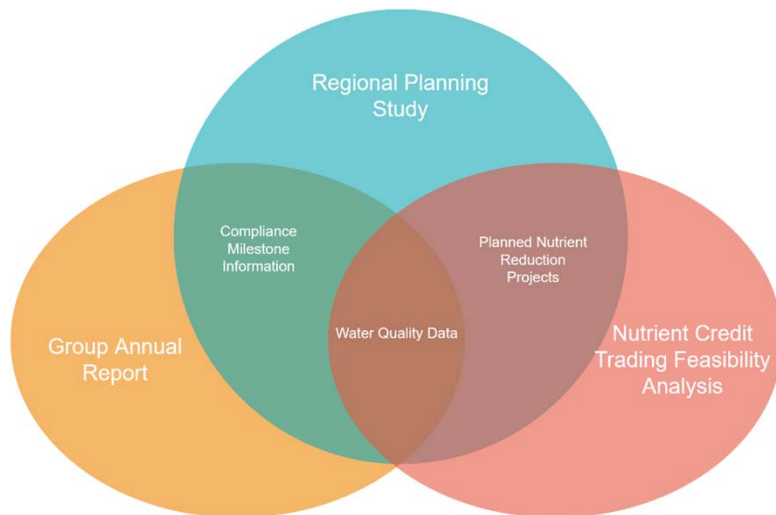 Regional Planning
Study
Compliance
Milestone
Information
Planned Nutrient
Reduction
Projects
Water Quality Data
Group Annual
Report
Nutrient Credit
Trading Feasibility
Analysis